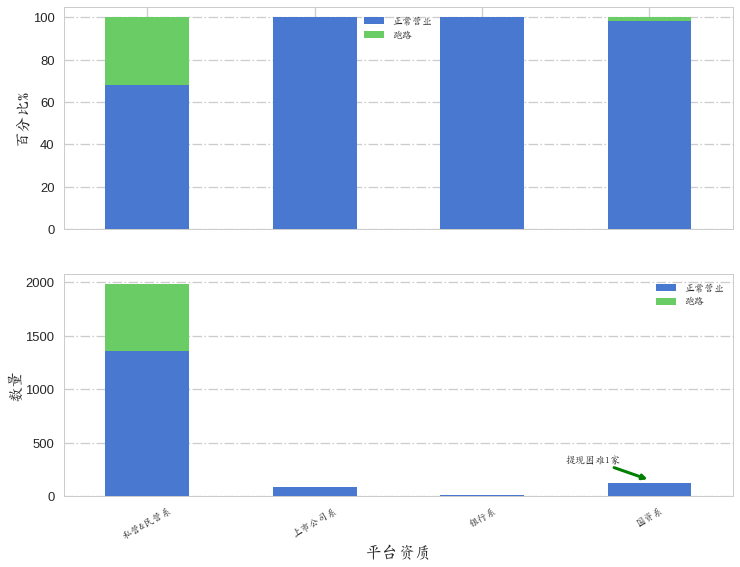 100
80
60
40
20
0
百分比%
正常营业
跑路
2000
1500
1000
500
0
数量
正常营业
跑路
提现困难1家
私营&民营系
上市公司系
银行系
国资系
平台资质